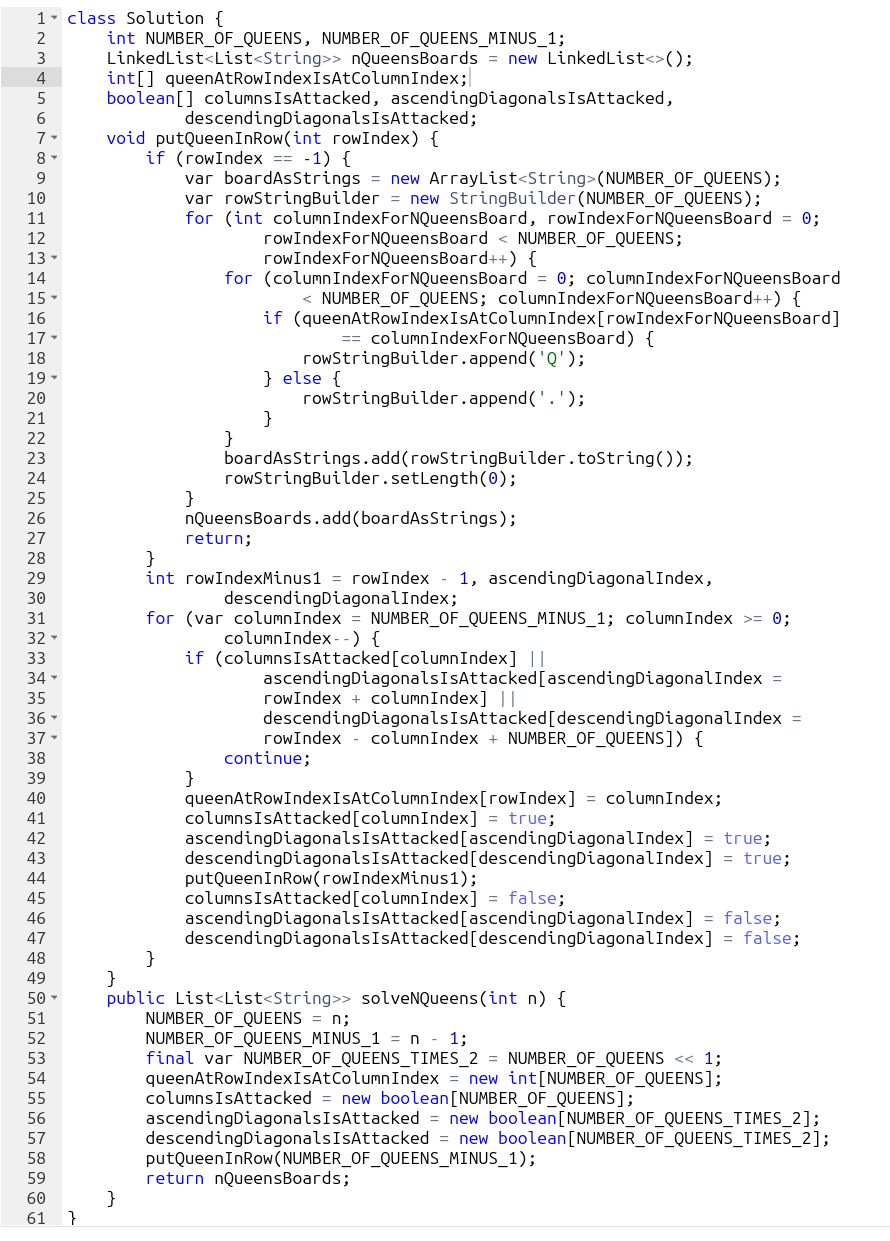 1 class Solution {
2     int NUMBER_OF_QUEENS, NUMBER_OF_QUEENS_MINUS_1;
3     LinkedList<List<String>> nQueensBoards = new LinkedList<>();
4     int[] queenAtRowIndexIsAtColumnIndex;
5     boolean[] columnsIsAttacked, ascendingDiagonalsIsAttacked,
6             descendingDiagonalsIsAttacked;
7     void putQueenInRow(int rowIndex) {
8         if (rowIndex == -1) {
9             var boardAsStrings = new ArrayList<String>(NUMBER_OF_QUEENS);
10             var rowStringBuilder = new StringBuilder(NUMBER_OF_QUEENS);
11             for (int columnIndexForNQueensBoard, rowIndexForNQueensBoard = 0;
12                     rowIndexForNQueensBoard < NUMBER_OF_QUEENS;
13                     rowIndexForNQueensBoard++) {
14                 for (columnIndexForNQueensBoard = 0; columnIndexForNQueensBoard
15                         < NUMBER_OF_QUEENS; columnIndexForNQueensBoard++) {
16                     if (queenAtRowIndexIsAtColumnIndex[rowIndexForNQueensBoard]
17                             == columnIndexForNQueensBoard) {
18                         rowStringBuilder.append('Q');
19                     } else {
20                         rowStringBuilder.append('.');
21                     }
22                 }
23                 boardAsStrings.add(rowStringBuilder.toString());
24                 rowStringBuilder.setLength(0);
25             }
26             nQueensBoards.add(boardAsStrings);
27             return;
28         }
29         int rowIndexMinus1 = rowIndex - 1, ascendingDiagonalIndex,
30                 descendingDiagonalIndex;
31         for (var columnIndex = NUMBER_OF_QUEENS_MINUS_1; columnIndex >= 0;
32                 columnIndex--) {
33             if (columnsIsAttacked[columnIndex] ||
34                     ascendingDiagonalsIsAttacked[ascendingDiagonalIndex =
35                     rowIndex + columnIndex] ||
36                     descendingDiagonalsIsAttacked[descendingDiagonalIndex =
37                     rowIndex - columnIndex + NUMBER_OF_QUEENS]) {
38                 continue;
39             }
40             queenAtRowIndexIsAtColumnIndex[rowIndex] = columnIndex;
41             columnsIsAttacked[columnIndex] = true;
42             ascendingDiagonalsIsAttacked[ascendingDiagonalIndex] = true;
43             descendingDiagonalsIsAttacked[descendingDiagonalIndex] = true;
44             putQueenInRow(rowIndexMinus1);
45             columnsIsAttacked[columnIndex] = false;
46             ascendingDiagonalsIsAttacked[ascendingDiagonalIndex] = false;
47             descendingDiagonalsIsAttacked[descendingDiagonalIndex] = false;
48         }
49     }
50     public List<List<String>> solveNQueens(int n) {
51         NUMBER_OF_QUEENS = n;
52         NUMBER_OF_QUEENS_MINUS_1 = n - 1;
53         final var NUMBER_OF_QUEENS_TIMES_2 = NUMBER_OF_QUEENS << 1;
54         queenAtRowIndexIsAtColumnIndex = new int[NUMBER_OF_QUEENS];
55         columnsIsAttacked = new boolean[NUMBER_OF_QUEENS];
56         ascendingDiagonalsIsAttacked = new boolean[NUMBER_OF_QUEENS_TIMES_2];
57         descendingDiagonalsIsAttacked = new boolean[NUMBER_OF_QUEENS_TIMES_2];
58         putQueenInRow(NUMBER_OF_QUEENS_MINUS_1);
59         return nQueensBoards;
60     }
61 }